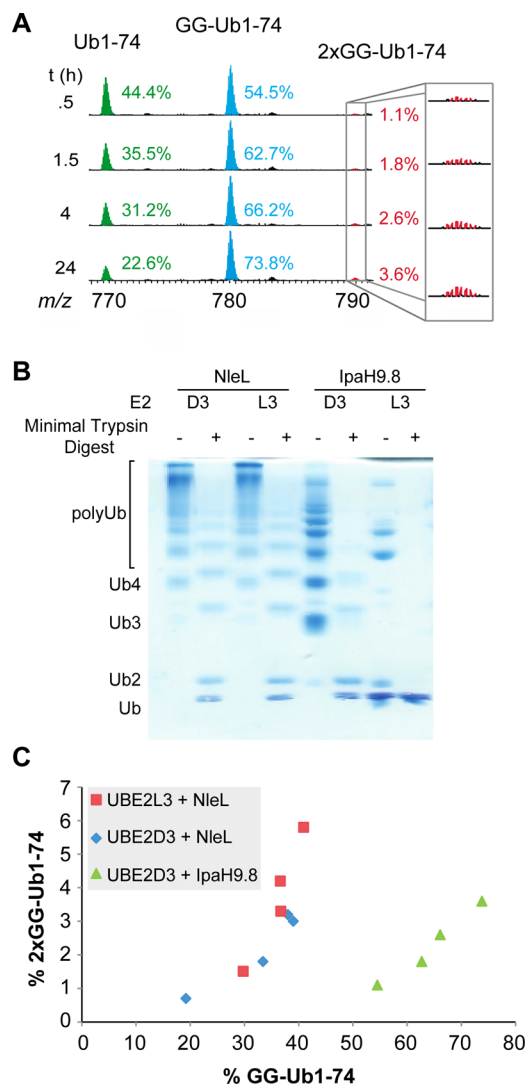 A
Ub1-74 GG-Ub1-74 2xGG-Ub1-74
t (h)
.5 44.4% 54.5% 1.1%
1.5 35.5% 62.7% 1.8%
4 31.2% 66.2% 2.6%
24 22.6% 73.8% 3.6%
m/z 770 780 790
B
NleL IpaH9.8
E2 D3 L3 D3 L3
Minimal Trypsin
Digest - + - + - + - +
polyUb
Ub4
Ub3
Ub2
Ub
C
7
6
5
4
3
2
1
0
% 2xGG-Ub1-74
UBE2L3 + NleL
UBE2D3 + NleL
UBE2D3 + IpaH9.8
0 10 20 30 40 50 60 70 80
% GG-Ub1-74